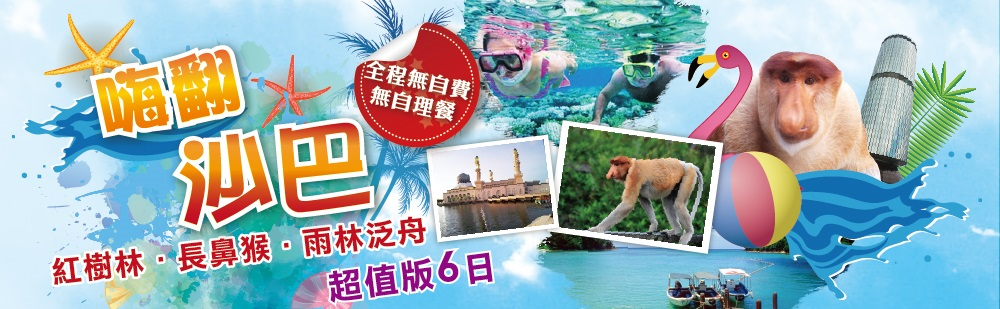 嗨翻
沙巴
全程無自費
無自理餐
紅樹林·長鼻猴·雨林泛舟
超值版6日